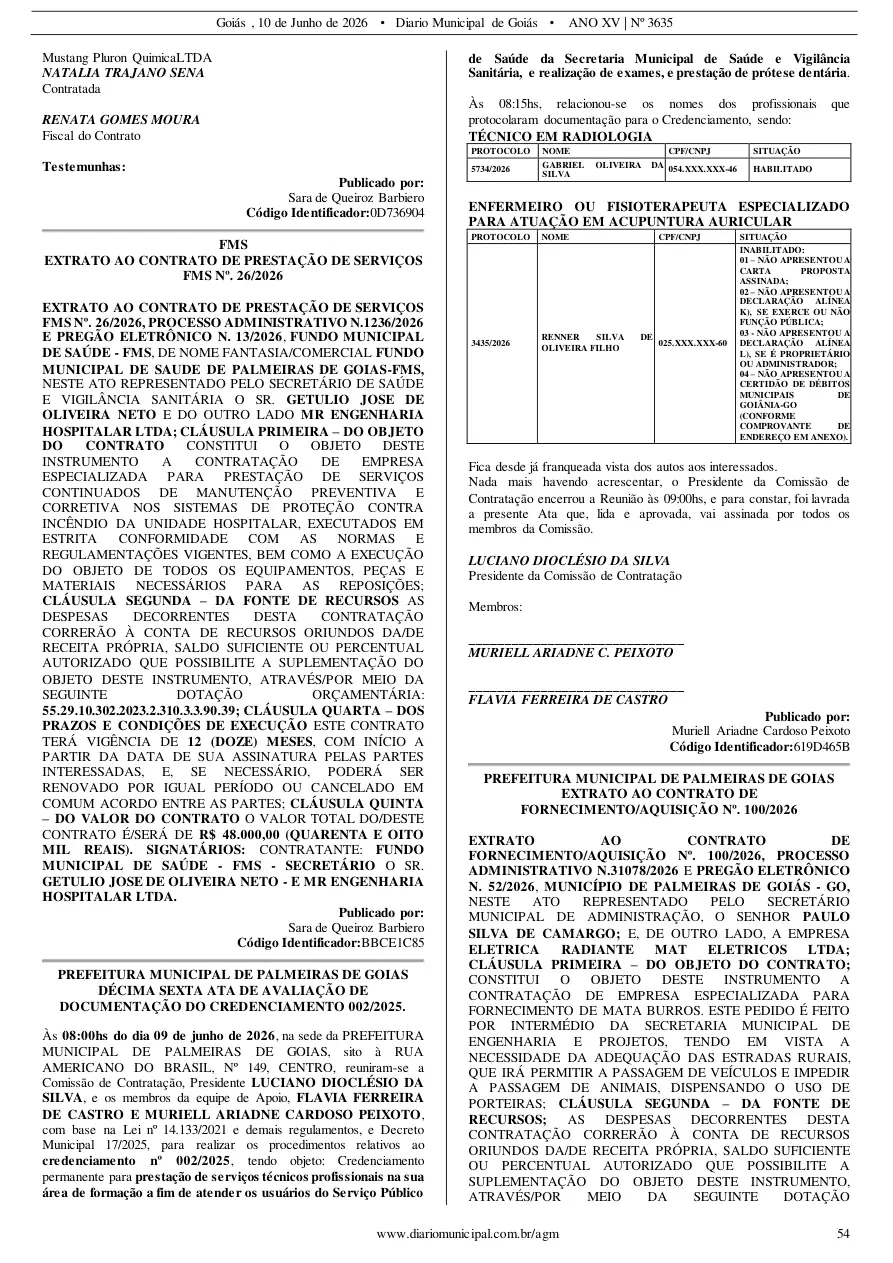 Goiás , 10 de Junho de 2026 • Diario Municipal de Goiás • ANO XV | Nº 3635
Mustang Pluron QuimicaLTDA
NATALIA TRAJANO SENA
Contratada
RENATA GOMES MOURA
Fiscal do Contrato
Testemunhas:
Publicado por:
Sara de Queiroz Barbiero
Código Identificador:0D736904
FMS
EXTRATO AO CONTRATO DE PRESTAÇÃO DE SERVIÇOS
FMS Nº. 26/2026
EXTRATO AO CONTRATO DE PRESTAÇÃO DE SERVIÇOS
FMS Nº. 26/2026, PROCESSO ADMINISTRATIVO N.1236/2026
E PREGÃO ELETRÔNICO N. 13/2026, FUNDO MUNICIPAL
DE SAÚDE - FMS, DE NOME FANTASIA/COMERCIAL FUNDO
MUNICIPAL DE SAUDE DE PALMEIRAS DE GOIAS-FMS,
NESTE ATO REPRESENTADO PELO SECRETÁRIO DE SAÚDE
E VIGILÂNCIA SANITÁRIA O SR. GETULIO JOSE DE
OLIVEIRA NETO E DO OUTRO LADO MR ENGENHARIA
HOSPITALAR LTDA; CLÁUSULA PRIMEIRA – DO OBJETO
DO CONTRATO CONSTITUI O OBJETO DESTE
INSTRUMENTO A CONTRATAÇÃO DE EMPRESA
ESPECIALIZADA PARA PRESTAÇÃO DE SERVIÇOS
CONTINUADOS DE MANUTENÇÃO PREVENTIVA E
CORRETIVA NOS SISTEMAS DE PROTEÇÃO CONTRA
INCÊNDIO DA UNIDADE HOSPITALAR, EXECUTADOS EM
ESTRITA CONFORMIDADE COM AS NORMAS E
REGULAMENTAÇÕES VIGENTES, BEM COMO A EXECUÇÃO
DO OBJETO DE TODOS OS EQUIPAMENTOS, PEÇAS E
MATERIAIS NECESSÁRIOS PARA AS REPOSIÇÕES;
CLÁUSULA SEGUNDA – DA FONTE DE RECURSOS AS
DESPESAS DECORRENTES DESTA CONTRATAÇÃO
CORRERÃO À CONTA DE RECURSOS ORIUNDOS DA/DE
RECEITA PRÓPRIA, SALDO SUFICIENTE OU PERCENTUAL
AUTORIZADO QUE POSSIBILITE A SUPLEMENTAÇÃO DO
OBJETO DESTE INSTRUMENTO, ATRAVÉS/POR MEIO DA
SEGUINTE DOTAÇÃO ORÇAMENTÁRIA:
55.29.10.302.2023.2.310.3.3.90.39; CLÁUSULA QUARTA – DOS
PRAZOS E CONDIÇÕES DE EXECUÇÃO ESTE CONTRATO
TERÁ VIGÊNCIA DE 12 (DOZE) MESES, COM INÍCIO A
PARTIR DA DATA DE SUA ASSINATURA PELAS PARTES
INTERESSADAS, E, SE NECESSÁRIO, PODERÁ SER
RENOVADO POR IGUAL PERÍODO OU CANCELADO EM
COMUM ACORDO ENTRE AS PARTES; CLÁUSULA QUINTA
– DO VALOR DO CONTRATO O VALOR TOTAL DO/DESTE
CONTRATO É/SERÁ DE R$ 48.000,00 (QUARENTA E OITO
MIL REAIS). SIGNATÁRIOS: CONTRATANTE: FUNDO
MUNICIPAL DE SAÚDE - FMS - SECRETÁRIO O SR.
GETULIO JOSE DE OLIVEIRA NETO - E MR ENGENHARIA
HOSPITALAR LTDA.
Publicado por:
Sara de Queiroz Barbiero
Código Identificador:BBCE1C85
PREFEITURA MUNICIPAL DE PALMEIRAS DE GOIAS
DÉCIMA SEXTA ATA DE AVALIAÇÃO DE
DOCUMENTAÇÃO DO CREDENCIAMENTO 002/2025.
Às 08:00hs do dia 09 de junho de 2026, na sede da PREFEITURA
MUNICIPAL DE PALMEIRAS DE GOIAS, sito à RUA
AMERICANO DO BRASIL, Nº 149, CENTRO, reuniram-se a
Comissão de Contratação, Presidente LUCIANO DIOCLÉSIO DA
SILVA, e os membros da equipe de Apoio, FLAVIA FERREIRA
DE CASTRO E MURIELL ARIADNE CARDOSO PEIXOTO,
com base na Lei nº 14.133/2021 e demais regulamentos, e Decreto
Municipal 17/2025, para realizar os procedimentos relativos ao
credenciamento nº 002/2025, tendo objeto: Credenciamento
permanente para prestação de serviços técnicos profissionais na sua
área de formação a fim de atender os usuários do Serviço Público
de Saúde da Secretaria Municipal de Saúde e Vigilância
Sanitária, e realização de exames, e prestação de prótese dentária.
Às 08:15hs, relacionou-se os nomes dos profissionais que
protocolaram documentação para o Credenciamento, sendo:
TÉCNICO EM RADIOLOGIA
PROTOCOLO NOME CPF/CNPJ SITUAÇÃO
5734/2026 GABRIEL OLIVEIRA DA SILVA 054.XXX.XXX-46 HABILITADO
ENFERMEIRO OU FISIOTERAPEUTA ESPECIALIZADO
PARA ATUAÇÃO EM ACUPUNTURA AURICULAR
PROTOCOLO NOME CPF/CNPJ SITUAÇÃO
3435/2026 RENNER SILVA DE OLIVEIRA FILHO 025.XXX.XXX-60
INABILITADO:
01 – NÃO APRESENTOU A
CARTA PROPOSTA
ASSINADA;
02 – NÃO APRESENTOU A
DECLARAÇÃO ALÍNEA
K), SE EXERCE OU NÃO
FUNÇÃO PÚBLICA;
03 - NÃO APRESENTOU A
DECLARAÇÃO ALÍNEA
L), SE É PROPRIETÁRIO
OU ADMINISTRADOR;
04 – NÃO APRESENTOU A
CERTIDÃO DE DÉBITOS
MUNICIPAIS DE
GOIÂNIA-GO
(CONFORME
COMPROVANTE DE
ENDEREÇO EM ANEXO).
Fica desde já franqueada vista dos autos aos interessados.
Nada mais havendo acrescentar, o Presidente da Comissão de
Contratação encerrou a Reunião às 09:00hs, e para constar, foi lavrada
a presente Ata que, lida e aprovada, vai assinada por todos os
membros da Comissão.
LUCIANO DIOCLÉSIO DA SILVA
Presidente da Comissão de Contratação
Membros:
MURIELL ARIADNE C. PEIXOTO
FLAVIA FERREIRA DE CASTRO
Publicado por:
Muriell Ariadne Cardoso Peixoto
Código Identificador:619D465B
PREFEITURA MUNICIPAL DE PALMEIRAS DE GOIAS
EXTRATO AO CONTRATO DE
FORNECIMENTO/AQUISIÇÃO Nº. 100/2026
EXTRATO AO CONTRATO DE
FORNECIMENTO/AQUISIÇÃO Nº. 100/2026, PROCESSO
ADMINISTRATIVO N.31078/2026 E PREGÃO ELETRÔNICO
N. 52/2026, MUNICÍPIO DE PALMEIRAS DE GOIÁS - GO,
NESTE ATO REPRESENTADO PELO SECRETÁRIO
MUNICIPAL DE ADMINISTRAÇÃO, O SENHOR PAULO
SILVA DE CAMARGO; E, DE OUTRO LADO, A EMPRESA
ELETRICA RADIANTE MAT ELETRICOS LTDA;
CLÁUSULA PRIMEIRA – DO OBJETO DO CONTRATO;
CONSTITUI O OBJETO DESTE INSTRUMENTO A
CONTRATAÇÃO DE EMPRESA ESPECIALIZADA PARA
FORNECIMENTO DE MATA BURROS. ESTE PEDIDO É FEITO
POR INTERMÉDIO DA SECRETARIA MUNICIPAL DE
ENGENHARIA E PROJETOS, TENDO EM VISTA A
NECESSIDADE DA ADEQUAÇÃO DAS ESTRADAS RURAIS,
QUE IRÁ PERMITIR A PASSAGEM DE VEÍCULOS E IMPEDIR
A PASSAGEM DE ANIMAIS, DISPENSANDO O USO DE
PORTEIRAS; CLÁUSULA SEGUNDA – DA FONTE DE
RECURSOS; AS DESPESAS DECORRENTES DESTA
CONTRATAÇÃO CORRERÃO À CONTA DE RECURSOS
ORIUNDOS DA/DE RECEITA PRÓPRIA, SALDO SUFICIENTE
OU PERCENTUAL AUTORIZADO QUE POSSIBILITE A
SUPLEMENTAÇÃO DO OBJETO DESTE INSTRUMENTO,
ATRAVÉS/POR MEIO DA SEGUINTE DOTAÇÃO
www.diariomunicipal.com.br/agm 54